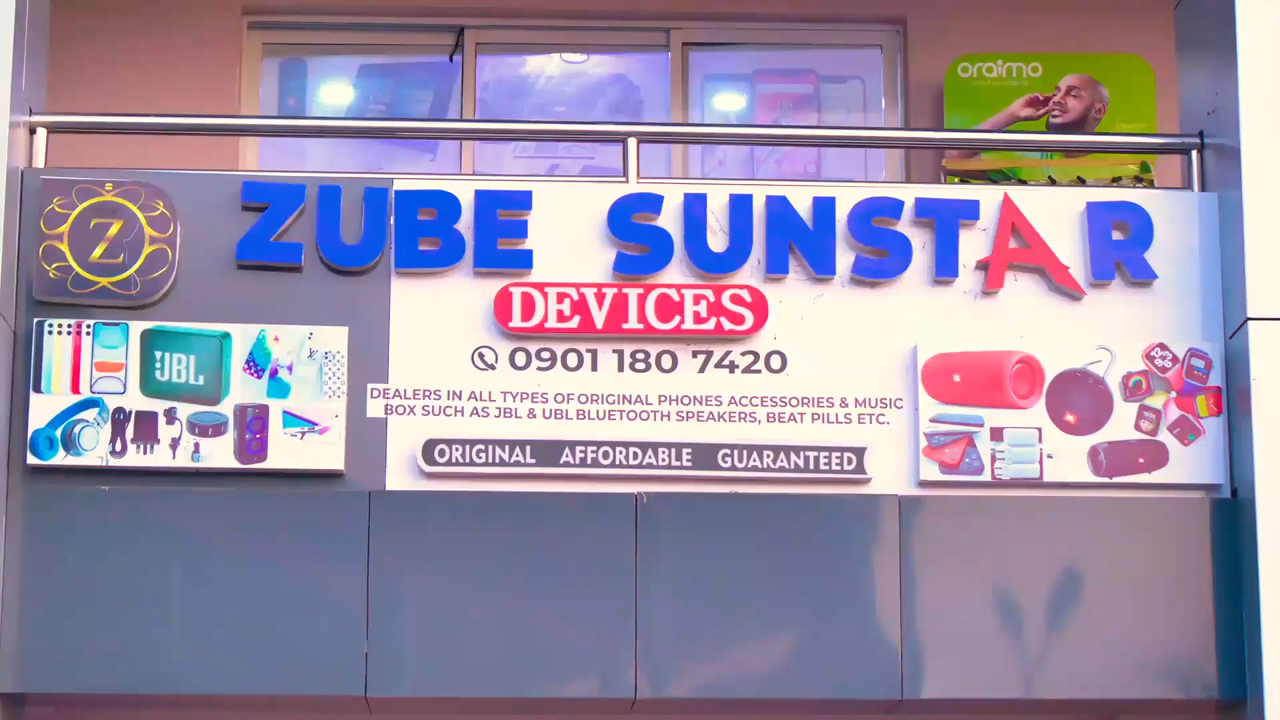 oraimo
Z
ZUBE SUNSTAR
DEVICES
0901 180 7420
JBL
DEALERS IN ALL TYPES OF ORIGINAL PHONES ACCESSORIES & MUSIC
BOX SUCH AS JBL & UBL BLUETOOTH SPEAKERS, BEAT PILLS ETC.
ORIGINAL AFFORDABLE GUARANTEED